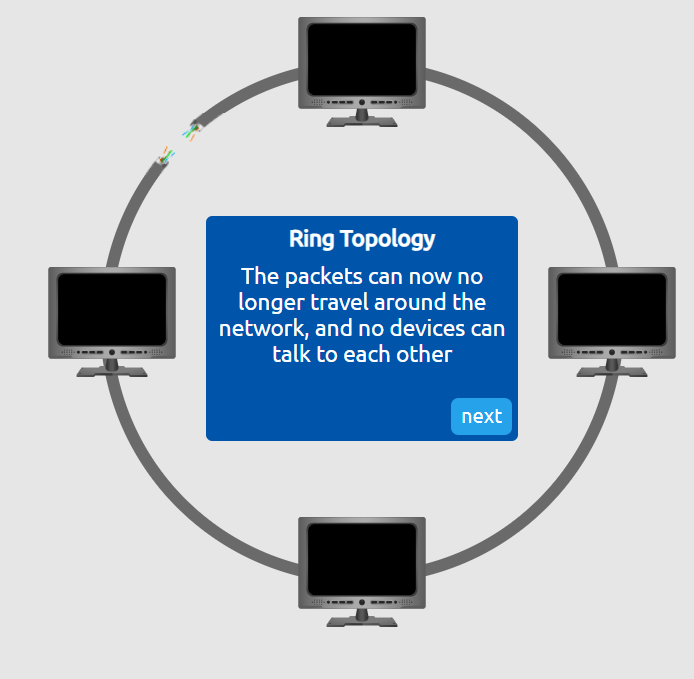 Ring Topology
The packets can now no
longer travel around the
network, and no devices can
talk to each other
next